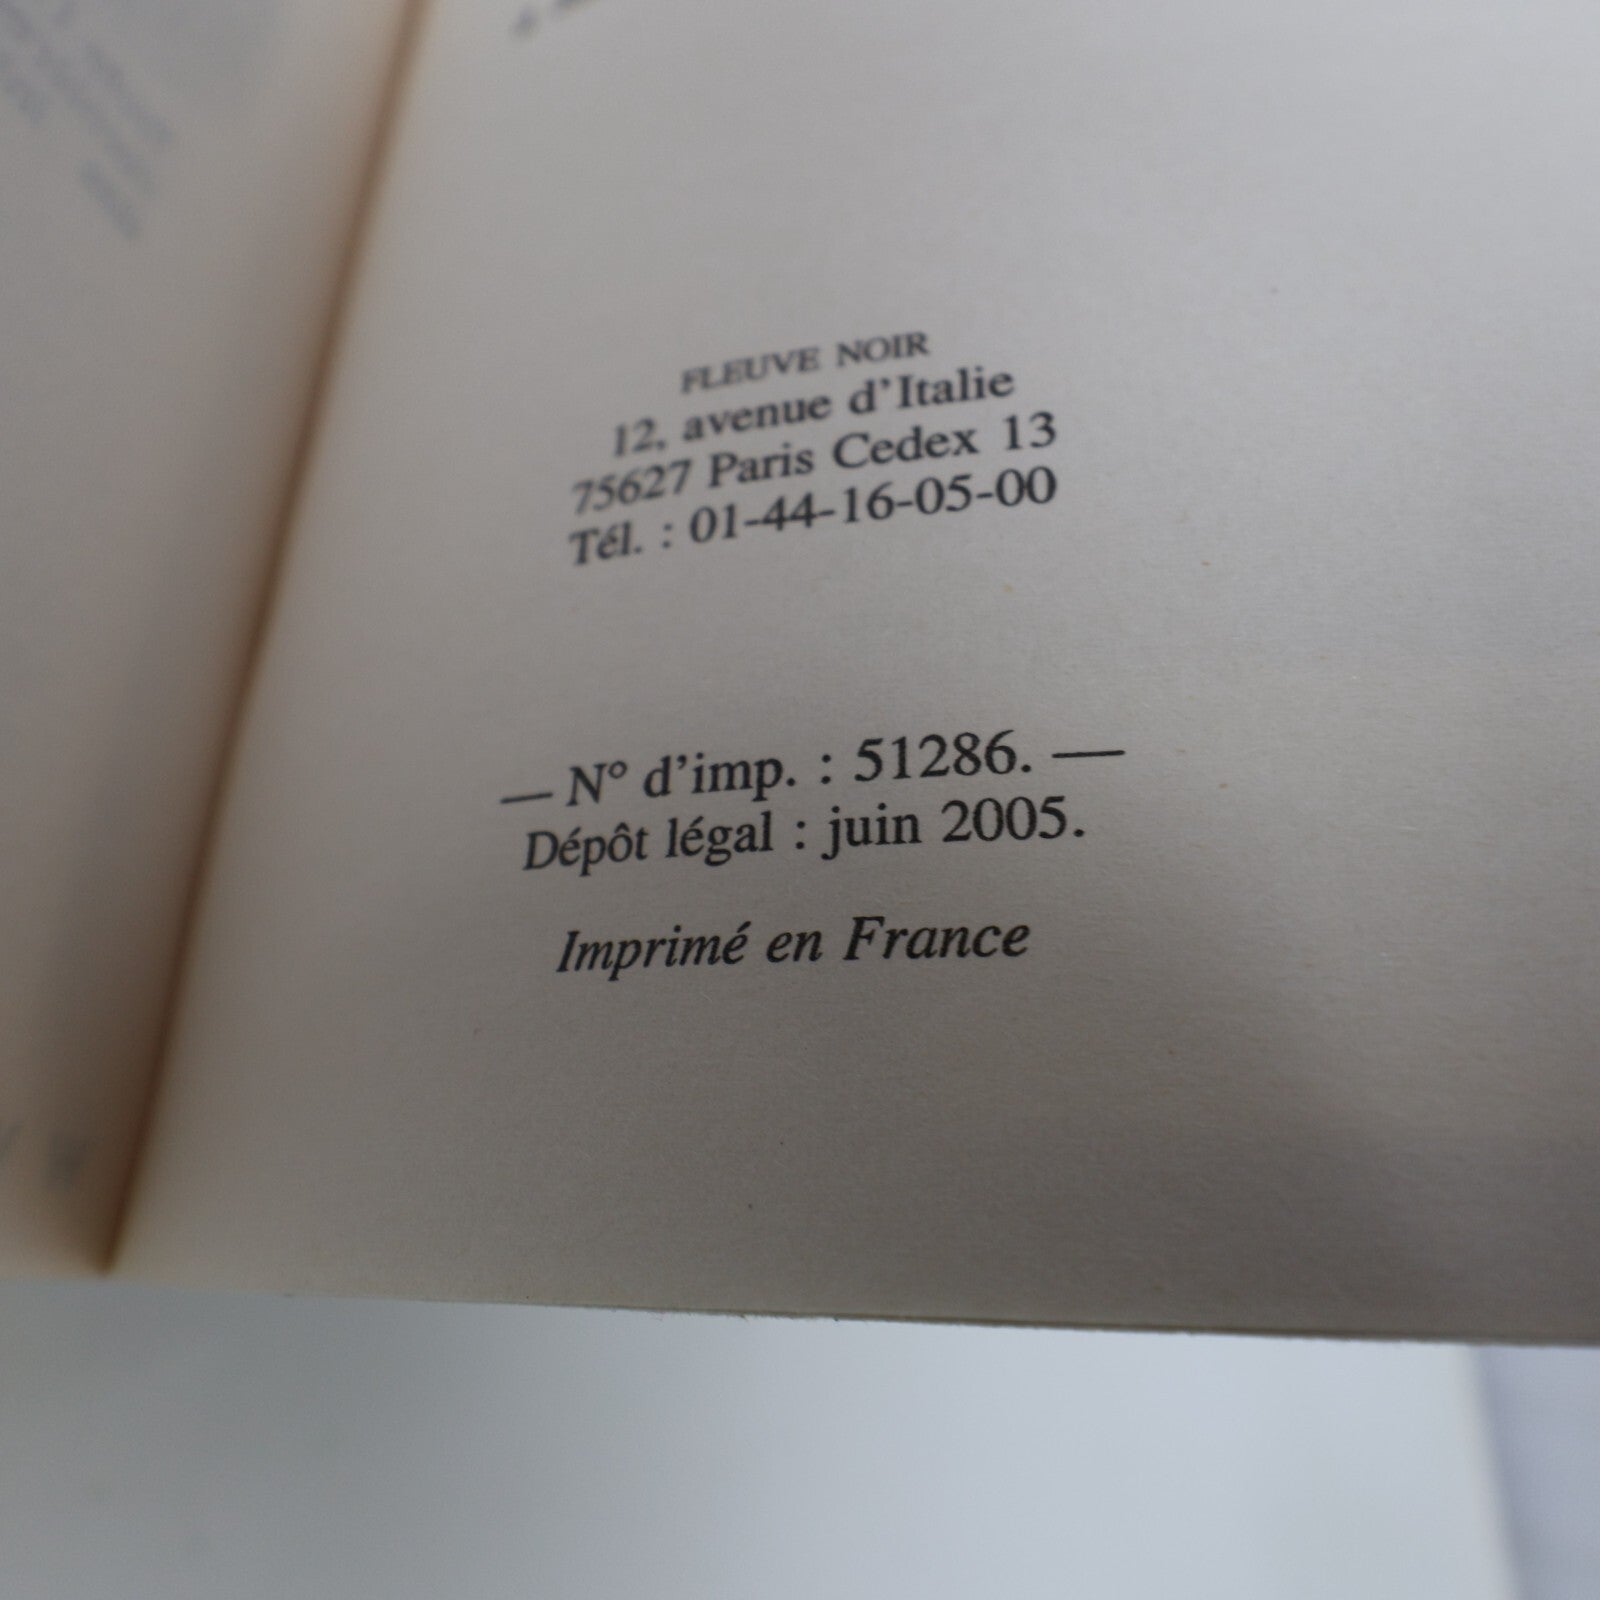 FLEUVE NOIR
12, avenue d'Italie
75627 Paris Cedex 13
Tél. : 01-44-16-05-00
— N° d'imp. : 51286. —
Dépôt légal : juin 2005.
Imprimé en France